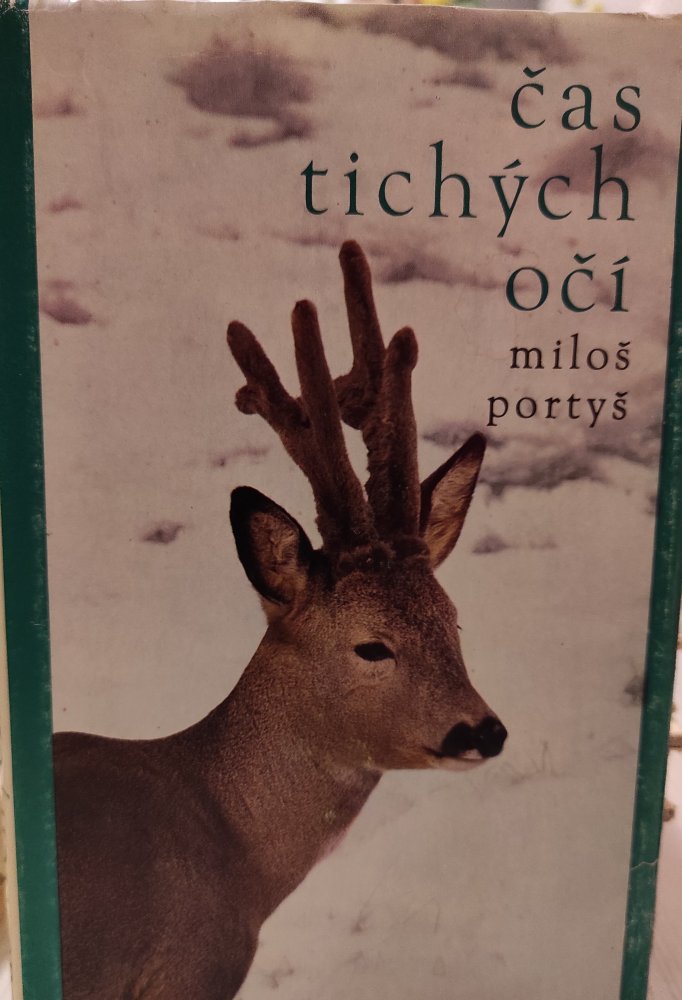 čas
tichých
očí
miloš
portyš